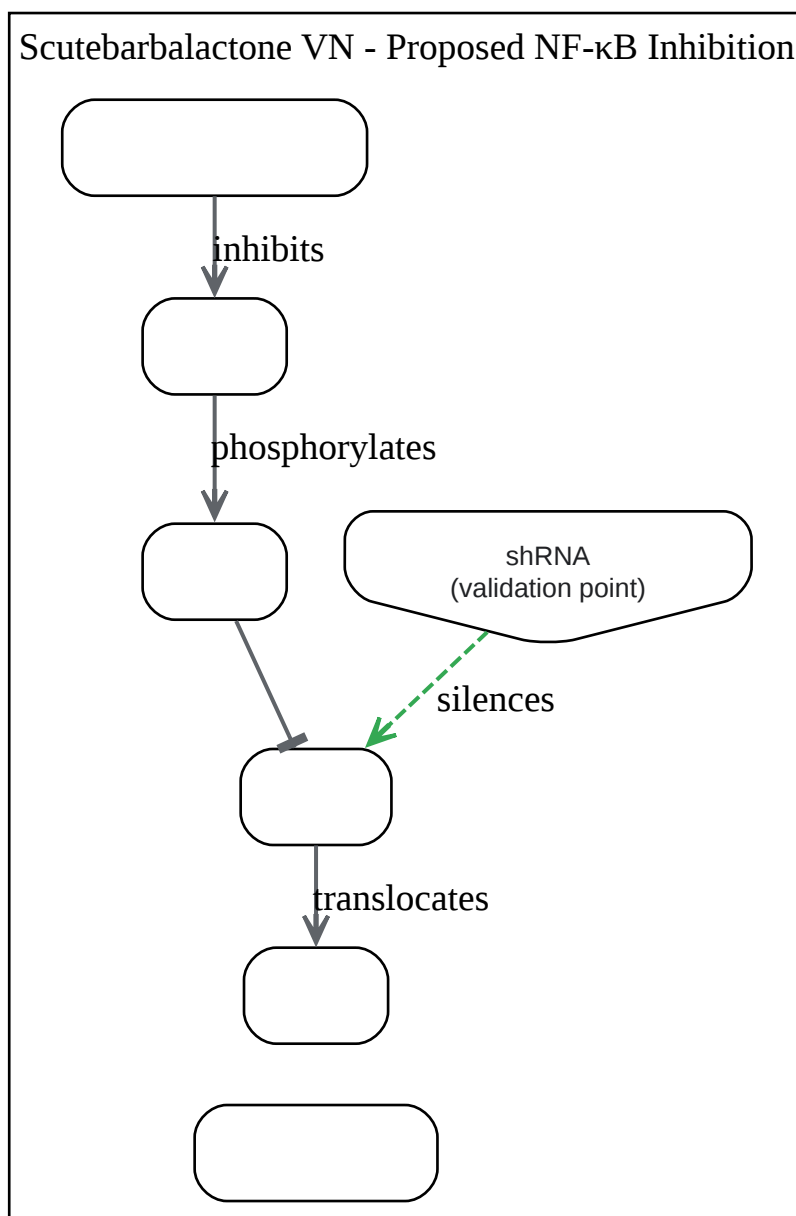 Scutebarbalactone VN - Proposed NF-κB Inhibition
inhibits
phosphorylates
shRNA
(validation point)
silences
translocates